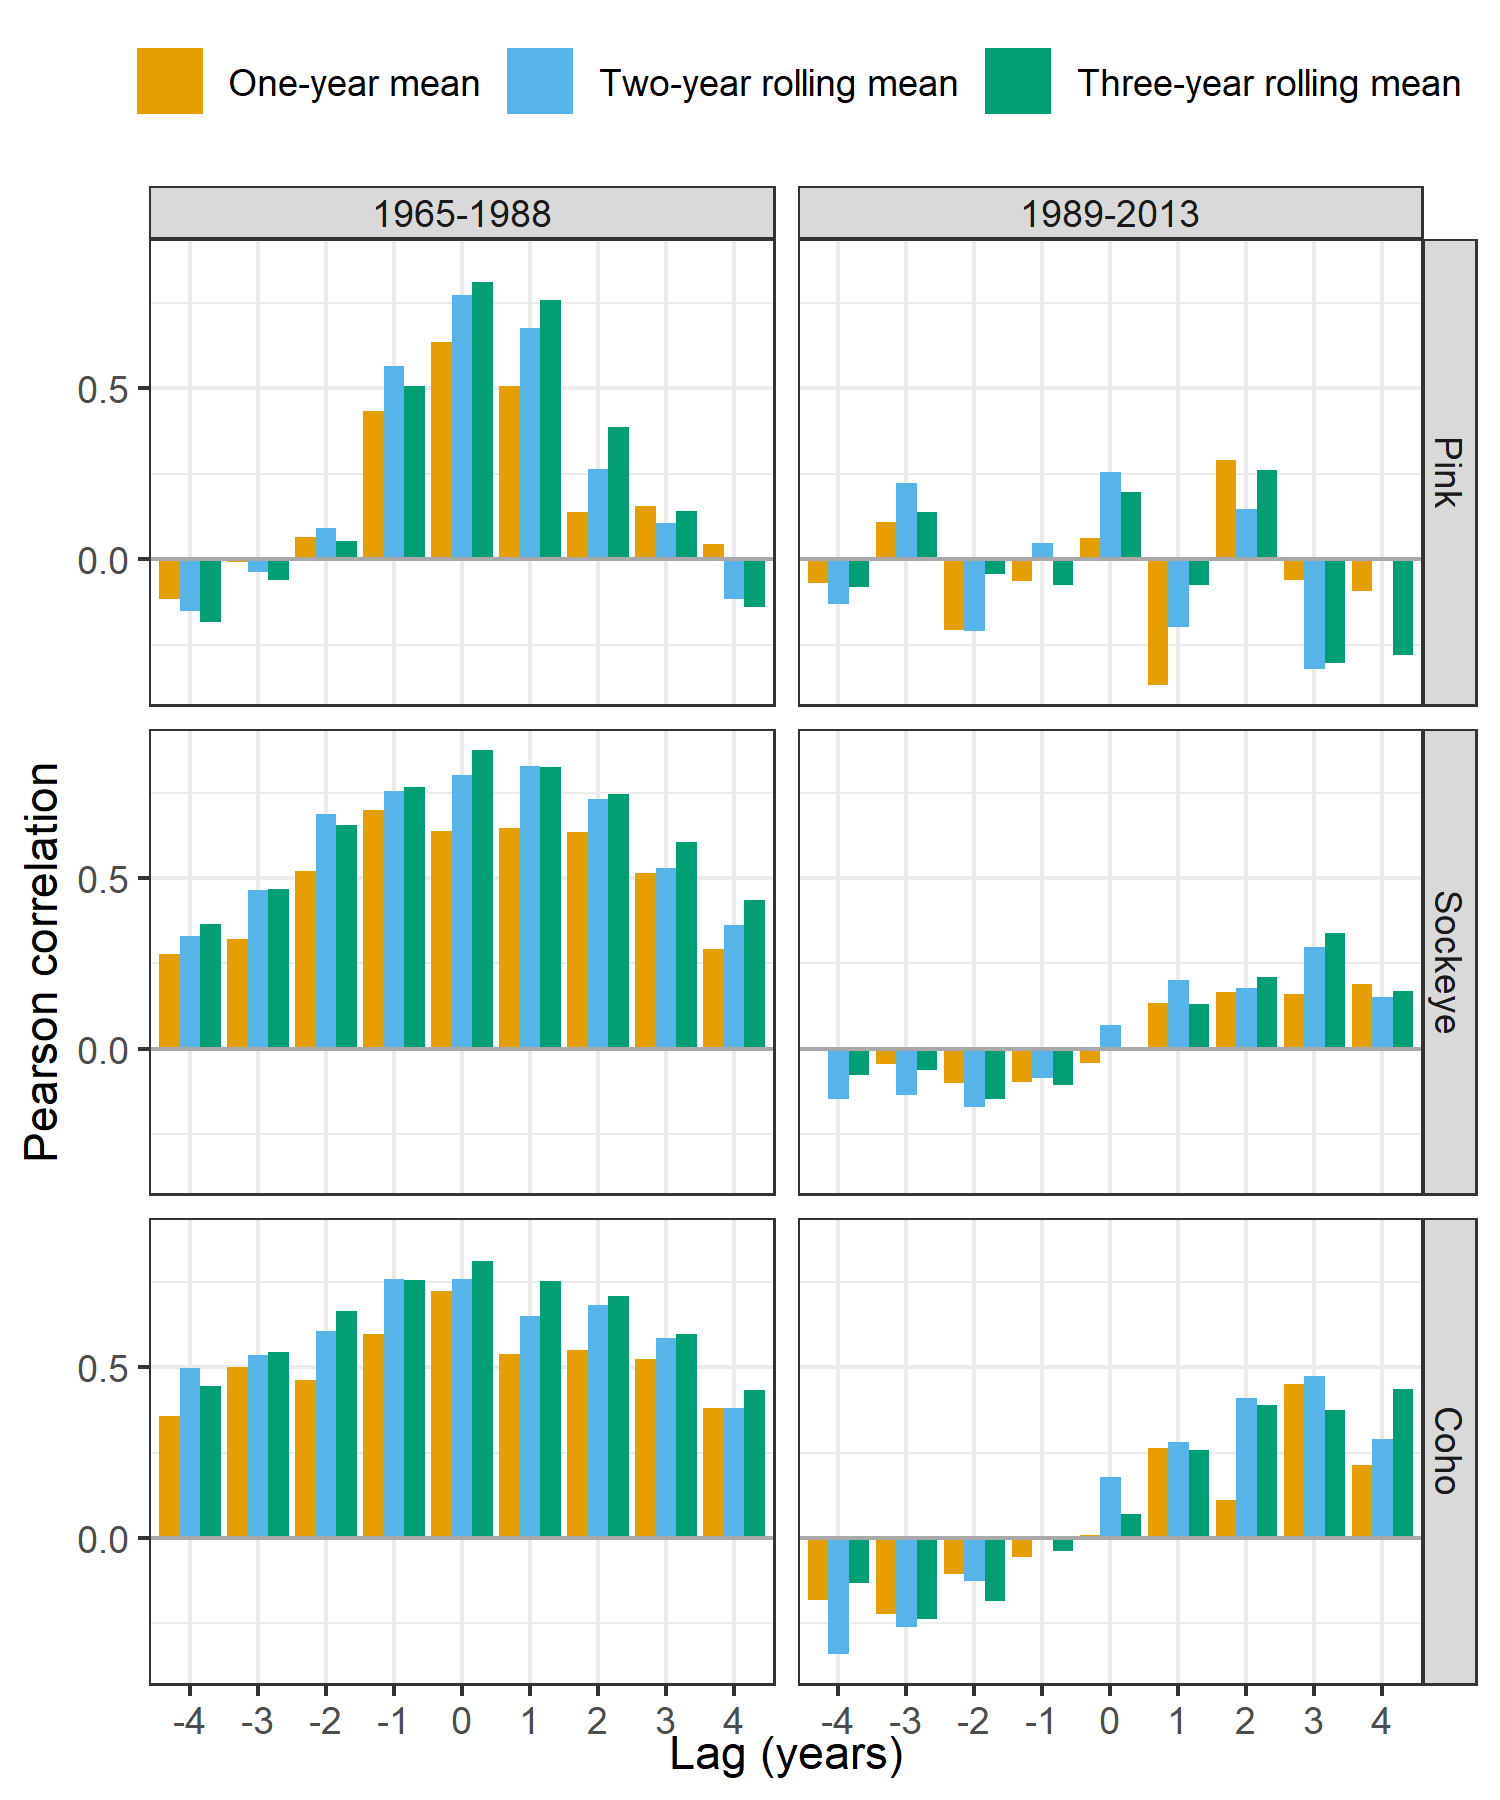 One-year mean Two-year rolling mean Three-year rolling mean
1965-1988 1989-2013
0.5
0.0
Pink
Pearson correlation
0.5
0.0
Sockeye
0.5
0.0
Coho
-4 -3 -2 -1 0 1 2 3 4 -4 -3 -2 -1 0 1 2 3 4
Lag (years)